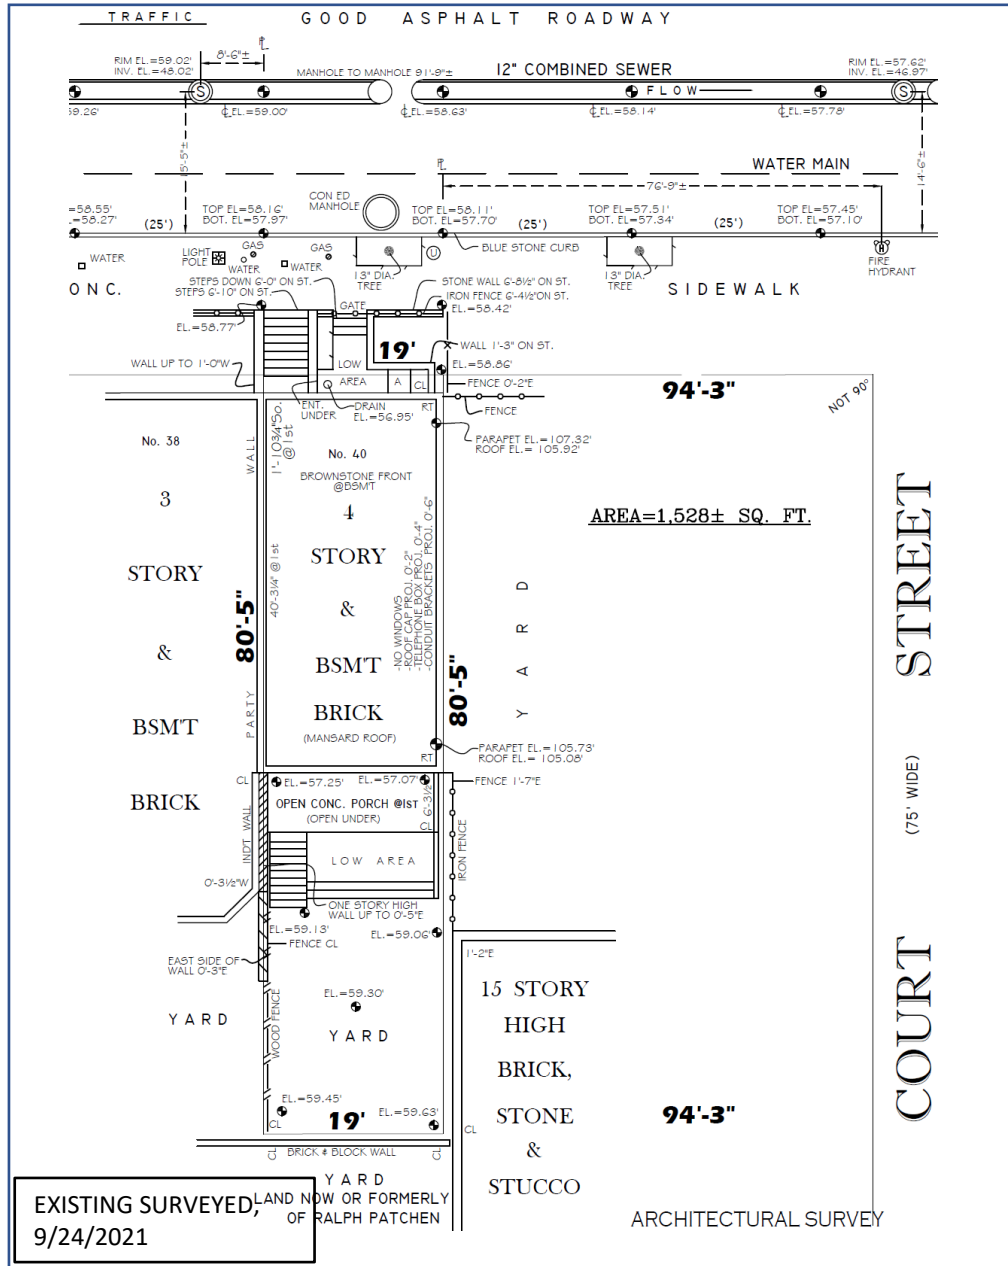 TRAFFIC
GOOD ASPHALT ROADWAY
RIM EL.=59.02'
INV. EL.=48.02'
8'-6"±
PL
MANHOLE TO MANHOLE 91'-9"±
12" COMBINED SEWER
RIM EL.=57.62'
INV. EL.=46.97'
S
FLOW
S
59.26'
CL EL.=59.00'
CL EL.=58.63'
CL EL.=58.14'
CL EL.=57.78'
15'-5"±
14'-6"±
PL
WATER MAIN
76'-9"±
CON ED
MANHOLE
=58.55'
.=58.27'
(25')
TOP EL=58.16'
BOT. EL=57.97'
TOP EL=58.11'
BOT. EL=57.70'
(25')
TOP EL=57.51'
BOT. EL=57.34'
(25')
TOP EL=57.45'
BOT. EL=57.10'
WATER
LIGHT
POLE
GAS
WATER
WATER
GAS
U
BLUE STONE CURB
13" DIA.
TREE
13" DIA.
TREE
H
FIRE
HYDRANT
ONC.
SIDEWALK
STEPS DOWN 6'-0" ON ST.
STEPS 6'-10" ON ST.
STONE WALL 6'-8½" ON ST.
IRON FENCE 6'-4½"ON ST.
GATE
EL.=58.42'
EL.=58.77'
19'
WALL 1'-3" ON ST.
WALL UP TO 1'-0"W
LOW
AREA
A
CL
EL.=58.86'
FENCE 0'-2"E
94'-3"
NOT 90°
FENCE
ENT.
UNDER
DRAIN
EL.=56.95'
RT
1'-10¾"So.
@1st
No. 38
No. 40
BROWNSTONE FRONT
@BSM'T
PARAPET EL.=107.32'
ROOF EL.= 105.92'
WALL
3
STORY
&
BSM'T
BRICK
4
STORY
&
BSM'T
BRICK
(MANSARD ROOF)
40'-3¼" @1st
-NO WINDOWS
-ROOF CAP PROJ. 0'-2"
-TELEPHONE BOX PROJ. 0'-4"
-CONDUIT BRACKETS PROJ. 0'-6"
AREA=1,528± SQ. FT.
YARD
80'-5"
80'-5"
PARTY
STREET
(75' WIDE)
COURT
PARAPET EL.=105.73'
ROOF EL.= 105.08'
RT
CL
EL.=57.25'
EL.=57.07'
FENCE 1'-7"E
OPEN CONC. PORCH @1ST
(OPEN UNDER)
6'-3½"
CL
IND'T WALL
LOW AREA
IRON FENCE
0'-3½"W
ONE STORY HIGH
WALL UP TO 0'-5"E
EL.=59.13'
EL.=59.06'
FENCE CL
EAST SIDE OF
WALL 0'-3"E
1'-2"E
15 STORY
HIGH
BRICK,
STONE
&
STUCCO
EL.=59.30'
YARD
YARD
WOOD FENCE
EL.=59.45'
EL.=59.63'
19'
94'-3"
CL
CL
CL
BRICK & BLOCK WALL
CL
YARD
LAND NOW OR FORMERLY
OF RALPH PATCHEN
EXISTING SURVEYED,
9/24/2021
ARCHITECTURAL SURVEY